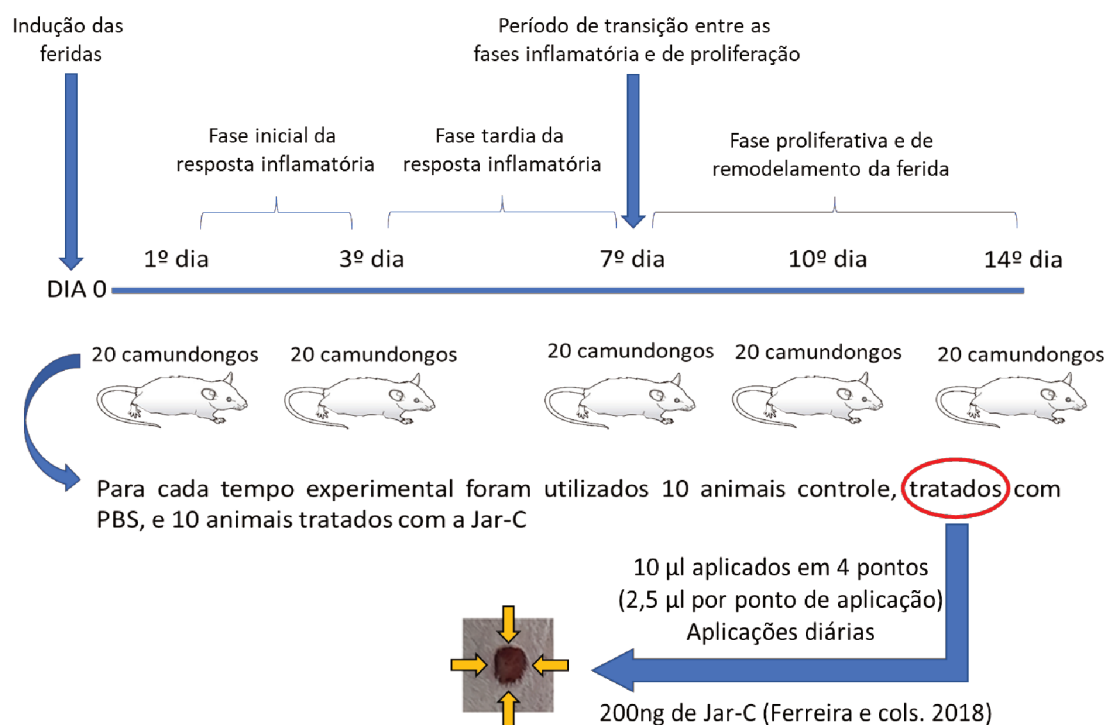 Indução das
feridas
Período de transição entre as
fases inflamatória e de proliferação
Fase inicial da
resposta inflamatória
Fase tardia da
resposta inflamatória
Fase proliferativa e de
remodelamento da ferida
1º dia
3º dia
7º dia
10º dia
14º dia
DIA 0
20 camundongos
20 camundongos
20 camundongos
20 camundongos
20 camundongos
Para cada tempo experimental foram utilizados 10 animais controle, tratados com
PBS, e 10 animais tratados com a Jar-C
10 µl aplicados em 4 pontos
(2,5 µl por ponto de aplicação)
Aplicações diárias
200ng de Jar-C (Ferreira e cols. 2018)